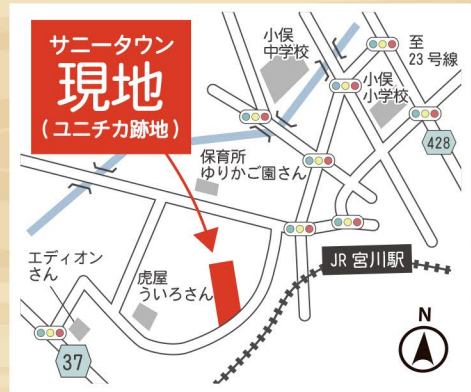 サニータウン
現地
(ユニチカ跡地)
小俣
中学校
至
23号線
小俣
小学校
428
保育所
ゆりかご園さん
エディオン
さん
虎屋
ういろさん
JR 宮川駅
37
N